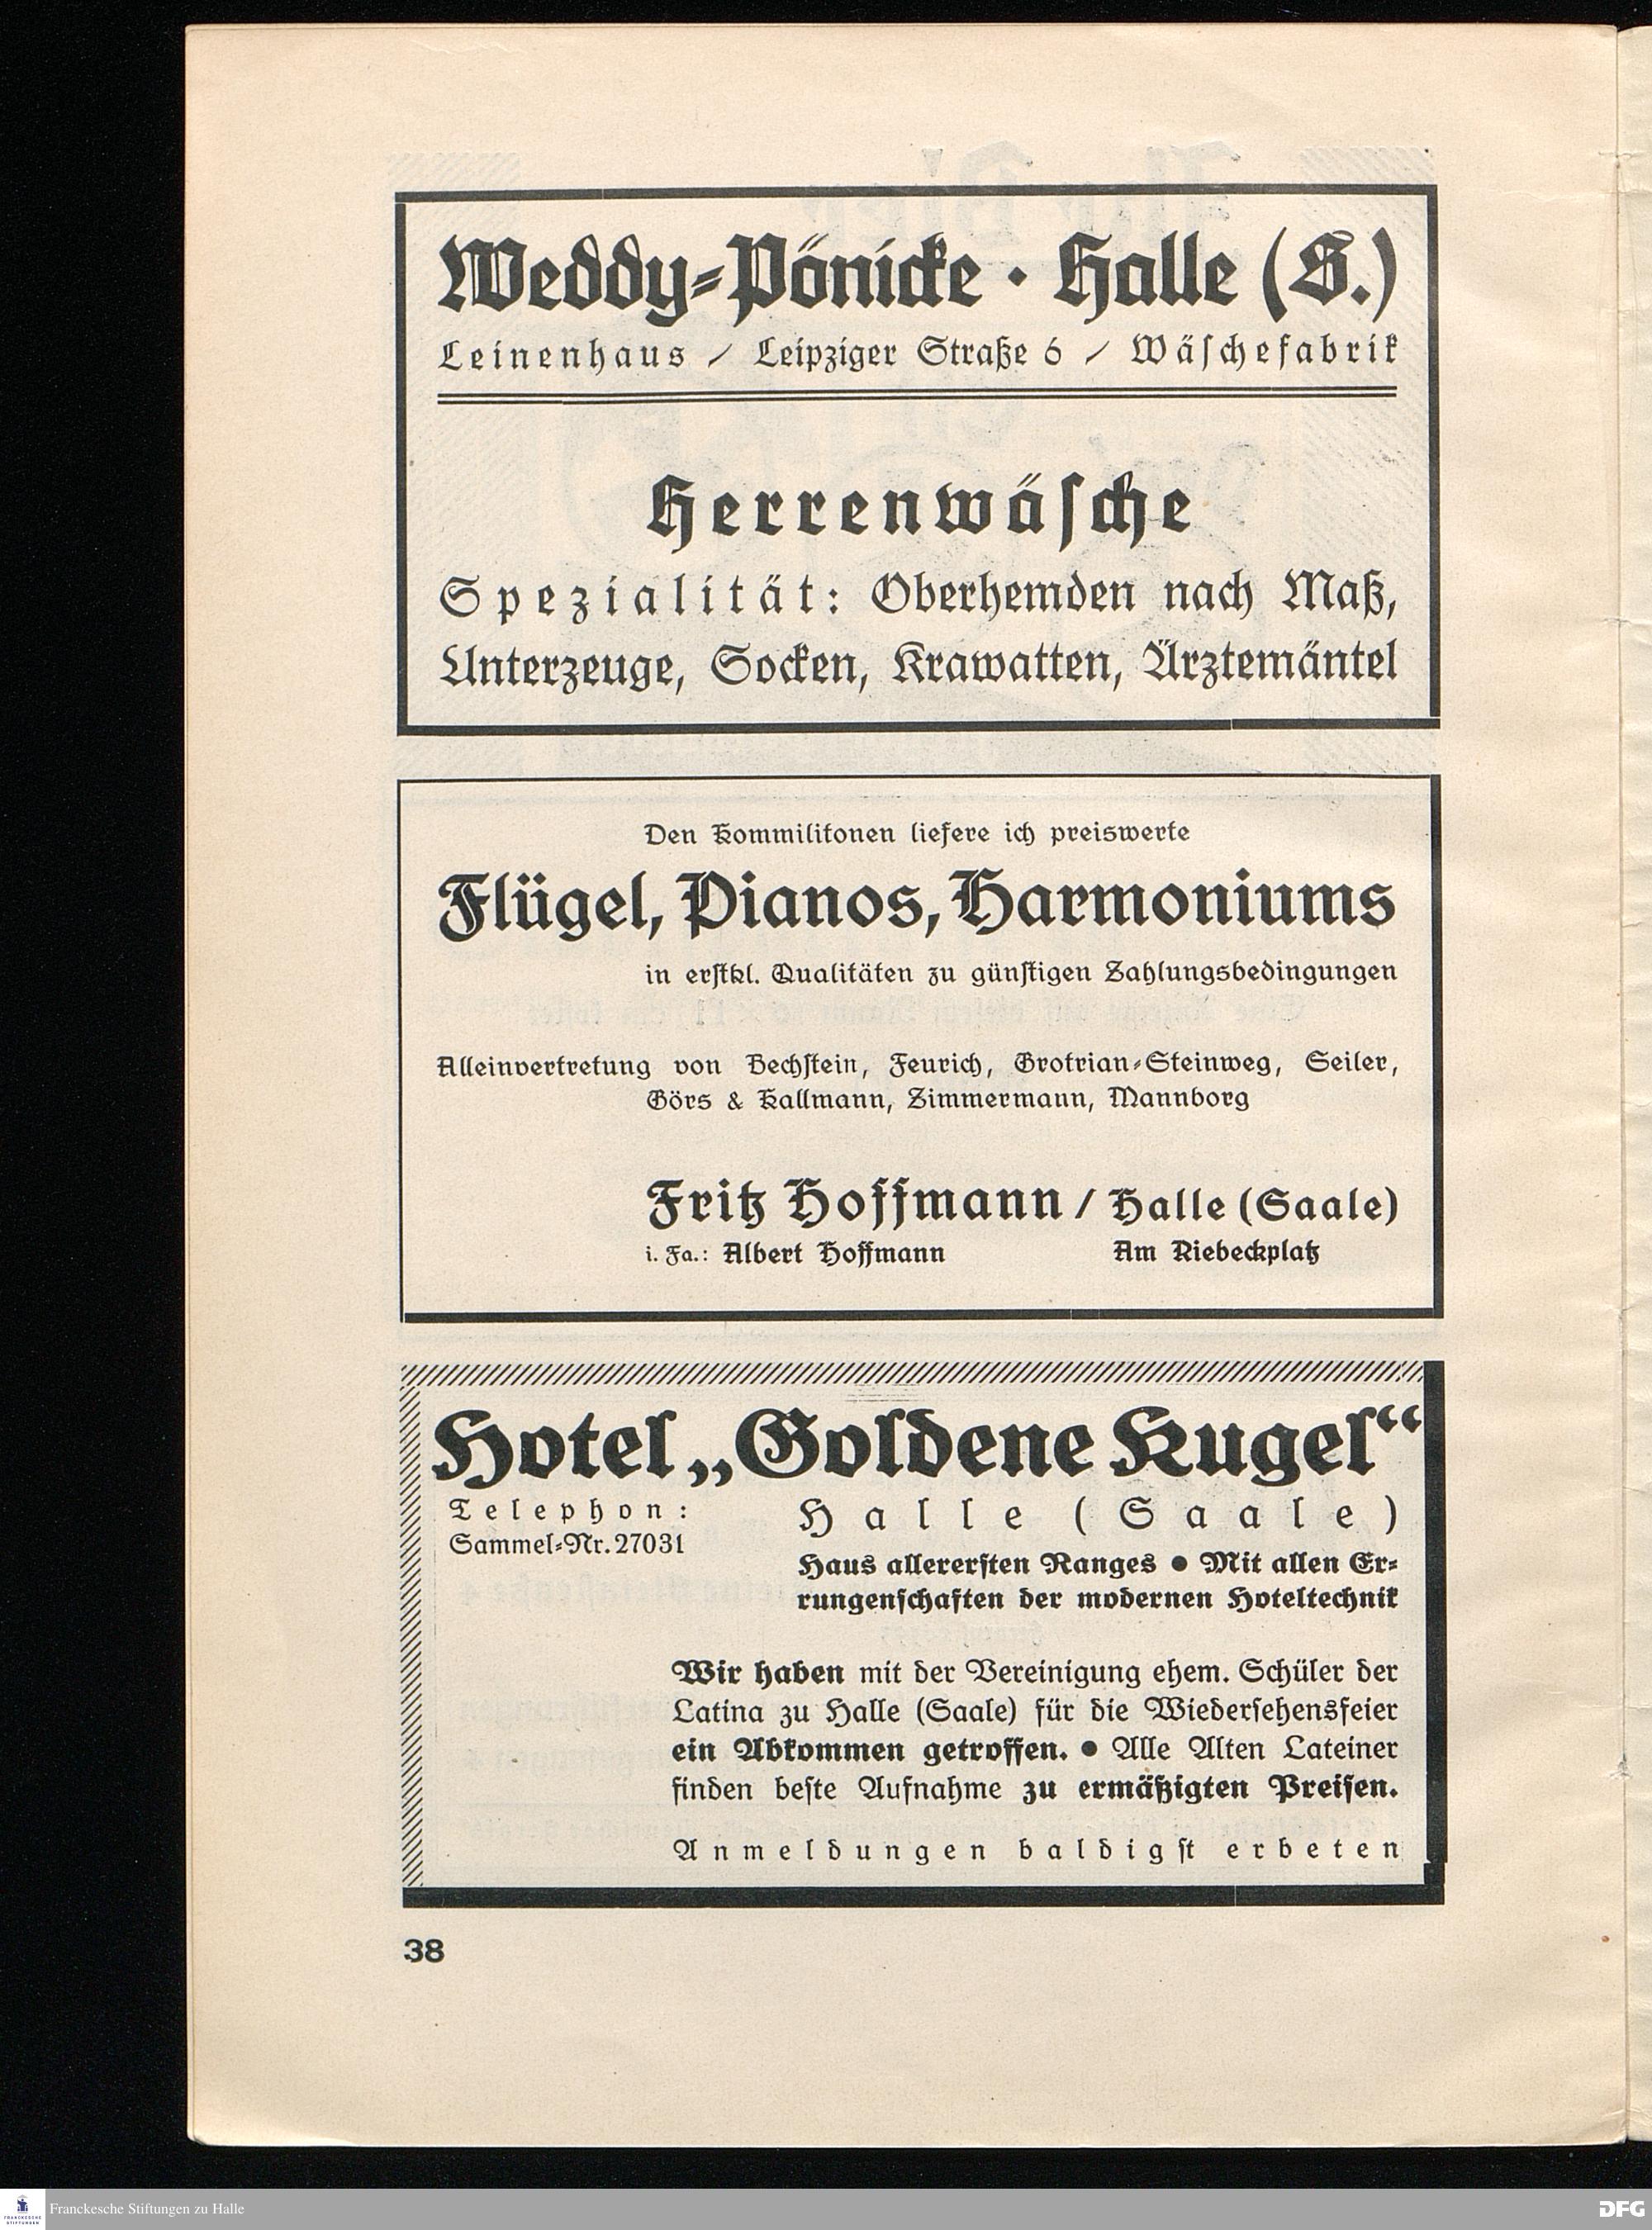 Weddy-Pönicke · Halle (S.)
Leinenhaus / Leipziger Straße 6 / Wäschefabrik
Herrenwäsche
Spezialität: Oberhemden nach Maß,
Unterzeuge, Socken, Krawatten, Ärztemäntel
Den Kommilitonen liefere ich preiswerte
Flügel, Pianos, Harmoniums
in erstkl. Qualitäten zu günstigen Zahlungsbedingungen
Alleinvertretung von Bechstein, Feurich, Grotrian-Steinweg, Seiler,
Görs & Kallmann, Zimmermann, Mannborg
Fritz Hoffmann / Halle (Saale)
i. Fa.: Albert Hoffmann Am Riebeckplatz
Hotel „Goldene Kugel“
Telephon:
Sammel-Nr. 27031
Halle (Saale)
Haus allerersten Ranges ● Mit allen Er-
rungenschaften der modernen Hoteltechnik
Wir haben mit der Vereinigung ehem. Schüler der
Latina zu Halle (Saale) für die Wiedersehensfeier
ein Abkommen getroffen. ● Alle Alten Lateiner
finden beste Aufnahme zu ermäßigten Preisen.
Anmeldungen baldigst erbeten
38
Franckesche Stiftungen zu Halle
DFG